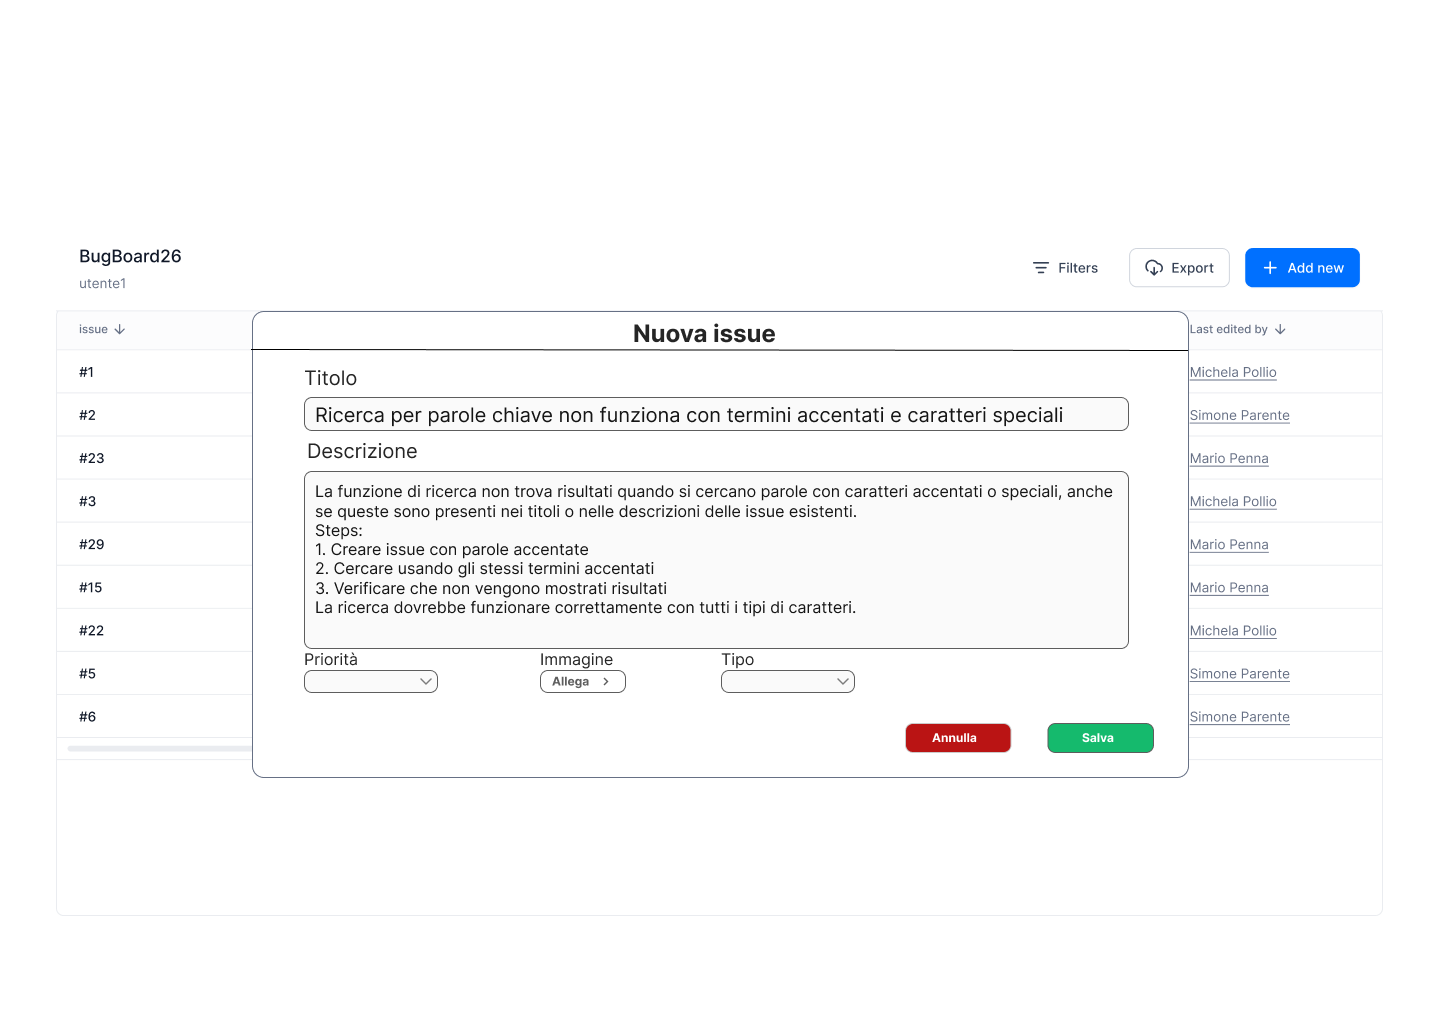 BugBoard26
utente1
Filters
Export
Add new
issue
Last edited by
Nuova issue
Titolo
Ricerca per parole chiave non funziona con termini accentati e caratteri speciali
Descrizione
La funzione di ricerca non trova risultati quando si cercano parole con caratteri accentati o speciali, anche
se queste sono presenti nei titoli o nelle descrizioni delle issue esistenti.
Steps:
1. Creare issue con parole accentate
2. Cercare usando gli stessi termini accentati
3. Verificare che non vengono mostrati risultati
La ricerca dovrebbe funzionare correttamente con tutti i tipi di caratteri.
Priorità
Immagine
Tipo
Allega
Annulla
Salva
#1
Michela Pollio
#2
Simone Parente
#23
Mario Penna
#3
Michela Pollio
#29
Mario Penna
#15
Mario Penna
#22
Michela Pollio
#5
Simone Parente
#6
Simone Parente